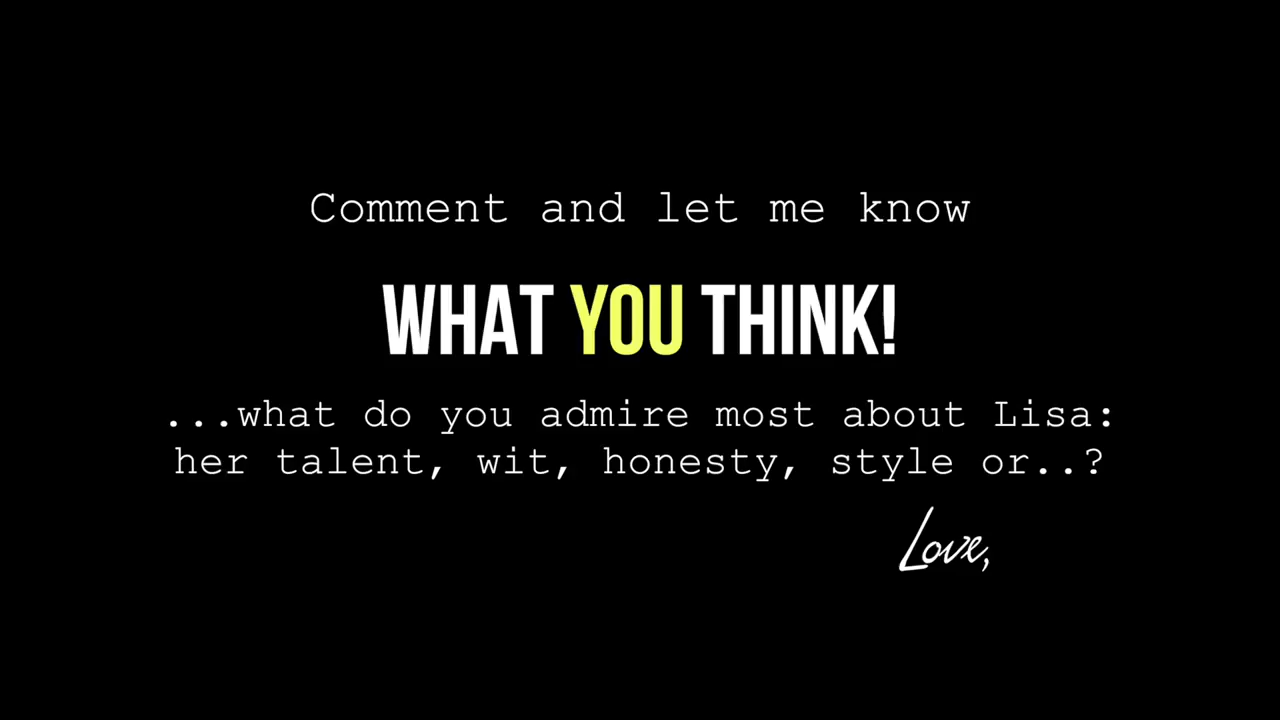 Comment and let me know
WHAT YOU THINK!
...what do you admire most about Lisa:
her talent, wit, honesty, style or..?
Love,